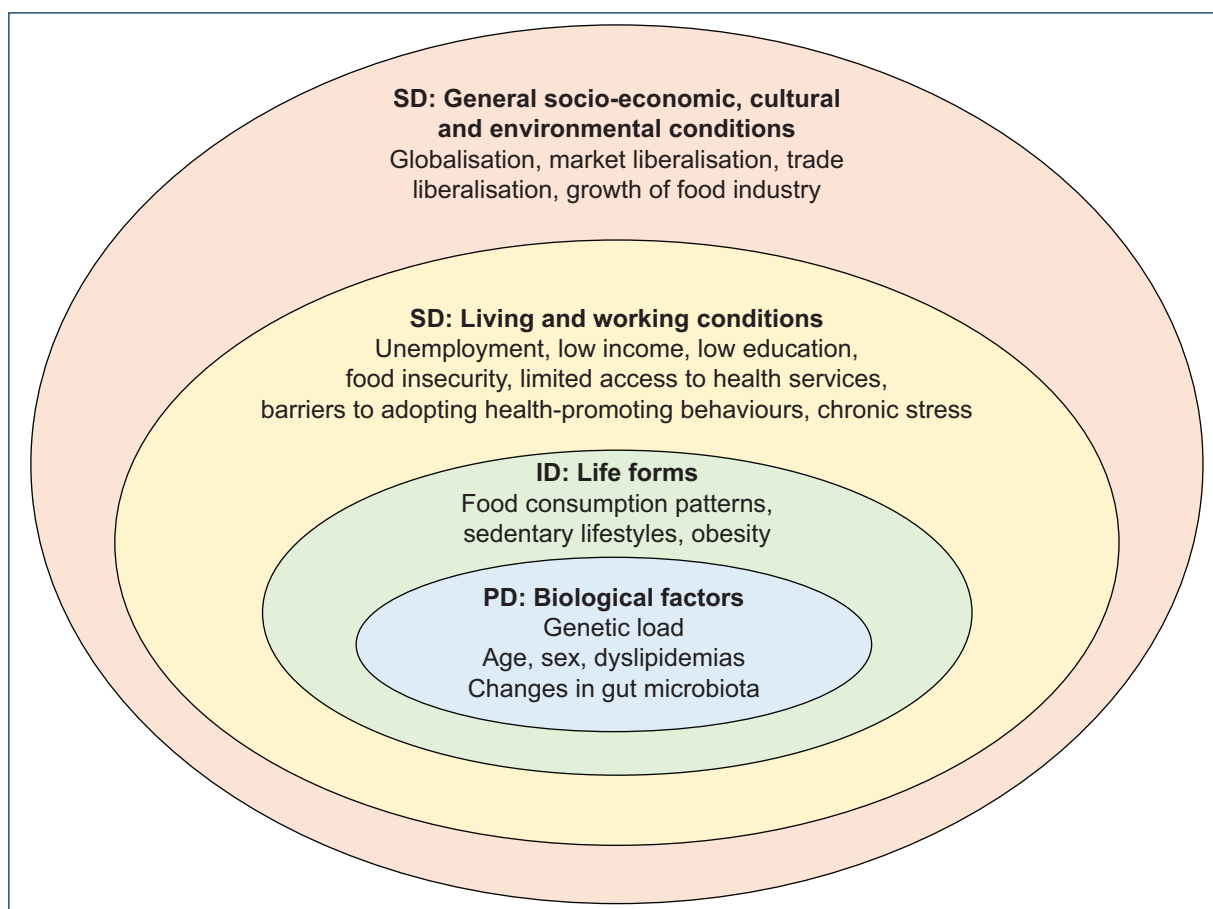 SD: General socio-economic, cultural
and environmental conditions
Globalisation, market liberalisation, trade
liberalisation, growth of food industry
SD: Living and working conditions
Unemployment, low income, low education,
food insecurity, limited access to health services,
barriers to adopting health-promoting behaviours, chronic stress
ID: Life forms
Food consumption patterns,
sedentary lifestyles, obesity
PD: Biological factors
Genetic load
Age, sex, dyslipidemias
Changes in gut microbiota